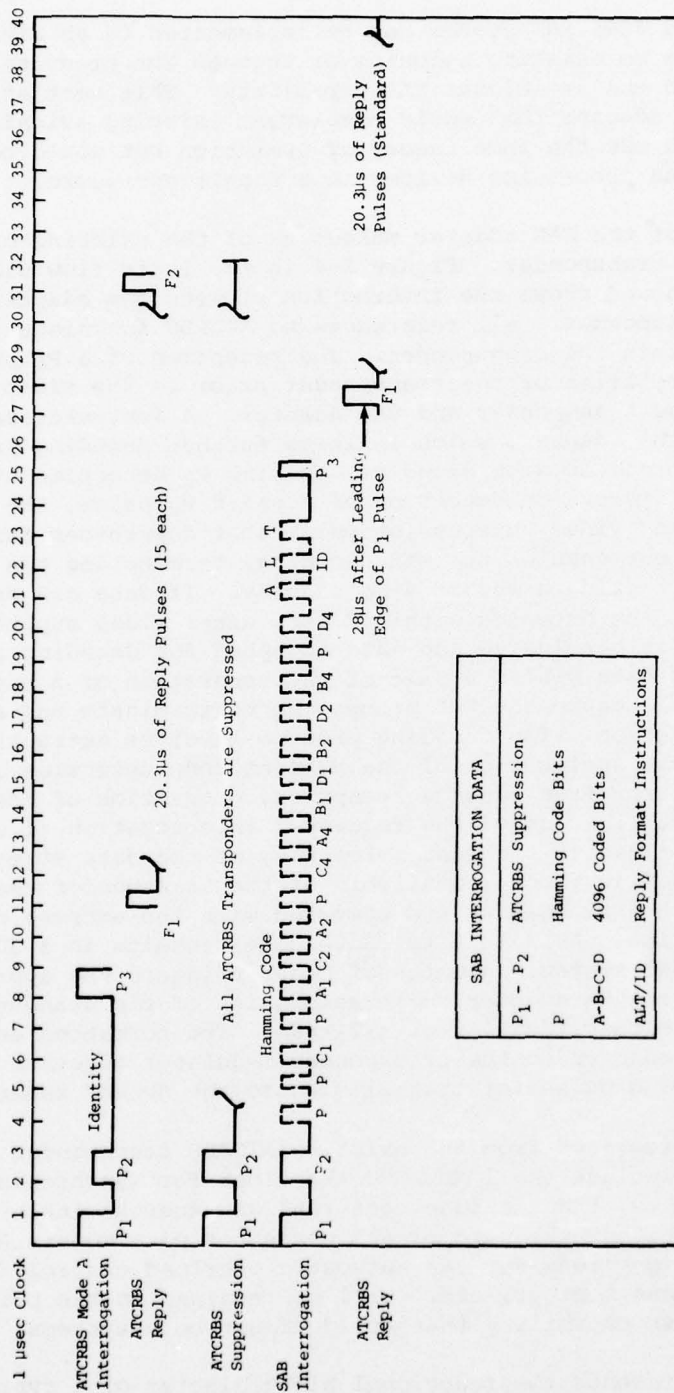 1 μsec Clock
0 1 2 3 4 5 6 7 8 9 10 11 12 13 14 15 16 17 18 19 20 21 22 23 24 25 26 27 28 29 30 31 32 33 34 35 36 37 38 39 40
ATCRBS Mode A
Interrogation
Identity
P1 P2 P3
ATCRBS
Reply
F1 F2
20.3μs of Reply Pulses (15 each)
ATCRBS
Suppression
P1 P2
All ATCRBS Transponders are Suppressed
SAB
Interrogation
Hamming Code
A L T
P1 P2 P P C1 P A1 C2 A2 P C4 A4 B1 D1 B2 D2 B4 P D4 ID P3
ATCRBS
Reply
F1
28μs After Leading
Edge of P1 Pulse
20.3μs of Reply
Pulses (Standard)
SAB INTERROGATION DATA
P1 - P2 ATCRBS Suppression
P Hamming Code Bits
A-B-C-D 4096 Coded Bits
ALT/ID Reply Format Instructions